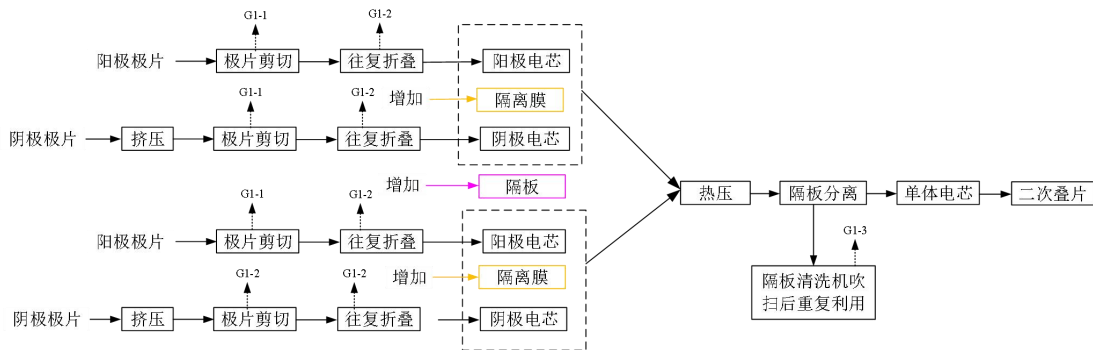 G1-1
G1-2
阳极极片
极片剪切
往复折叠
阳极电芯
增加
隔离膜
G1-1
G1-2
阴极极片
挤压
极片剪切
往复折叠
阴极电芯
增加
隔板
G1-1
G1-2
阳极极片
极片剪切
往复折叠
阳极电芯
增加
隔离膜
G1-2
G1-2
阴极极片
挤压
极片剪切
往复折叠
阴极电芯
热压
隔板分离
单体电芯
二次叠片
G1-3
隔板清洗机吹
扫后重复利用